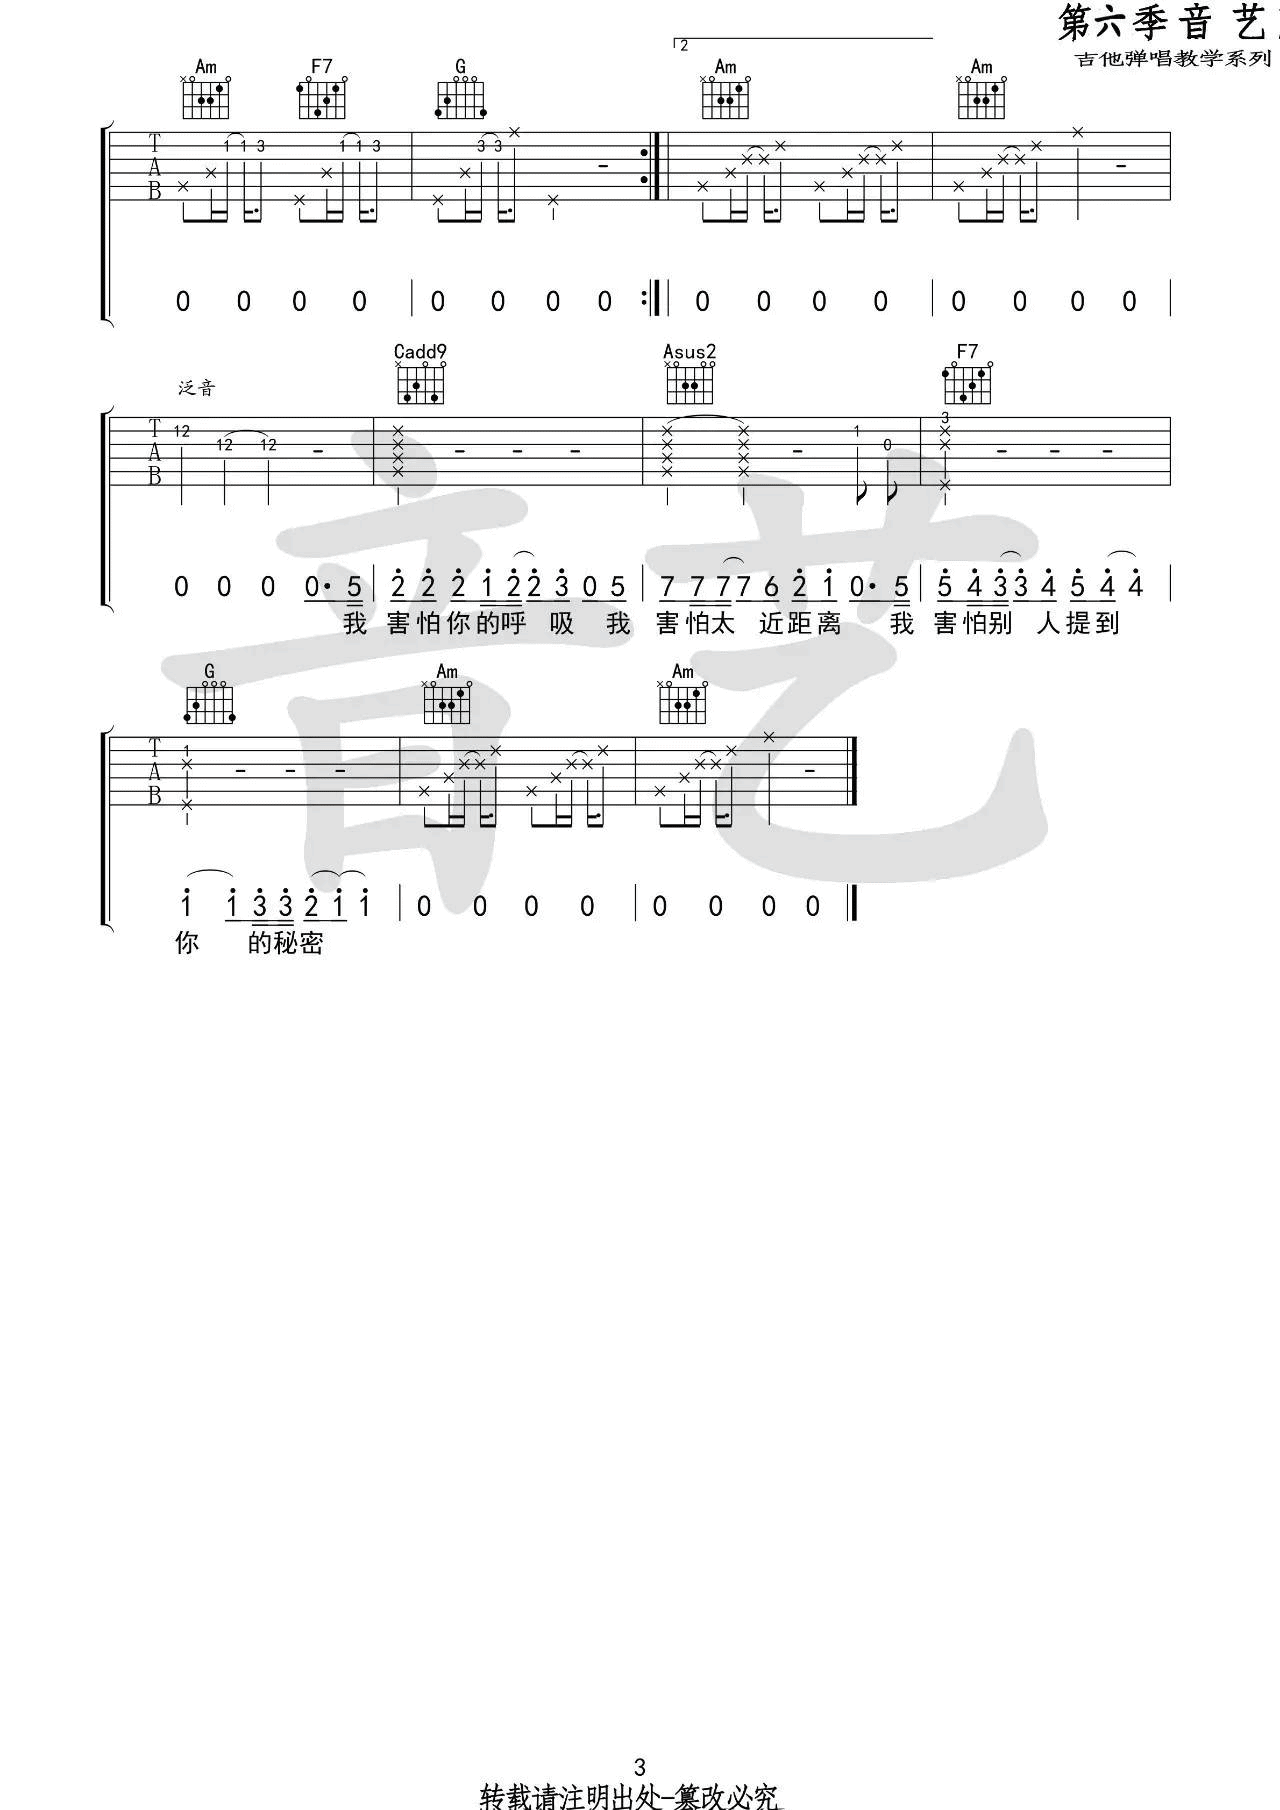 第六季音 艺
吉他弹唱教学系列
2
Am F7 G Am Am
T A B 1 1 3 1 1 3 3 3
0 0 0 0 0 0 0 0 0 0 0 0 0 0 0 0
Cadd9 Asus2 F7
泛音
T A B 12 12 12 1 0 3
0 0 0 0· 5 2 2 2 1 2 2 3 0 5 7 7 7 7 6 2 1 0· 5 5 4 3 3 4 5 4 4
我 害怕你的呼 吸 我 害怕太 近距离 我 害怕别 人提到
G Am Am
T A B 1
1 1 3 3 2 1 1 0 0 0 0 0 0 0 0
你 的秘密
音艺
3
转载请注明出处-篡改必究